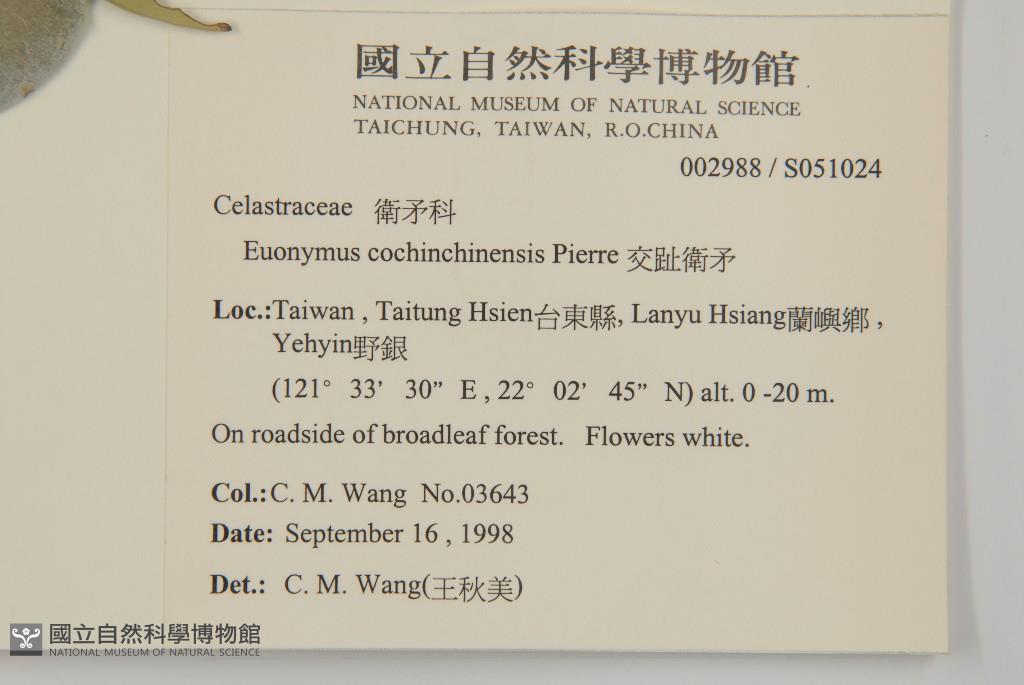 國立自然科學博物館
NATIONAL MUSEUM OF NATURAL SCIENCE
TAICHUNG, TAIWAN, R.O.CHINA
002988 / S051024
Celastraceae 衛矛科
Euonymus cochinchinensis Pierre 交趾衛矛
Loc.:Taiwan , Taitung Hsien台東縣, Lanyu Hsiang蘭嶼鄉 ,
Yehyin野銀
(121° 33’ 30” E , 22° 02’ 45” N) alt. 0 -20 m.
On roadside of broadleaf forest. Flowers white.
Col.:C. M. Wang No.03643
Date: September 16 , 1998
Det.: C. M. Wang(王秋美)
國立自然科學博物館
NATIONAL MUSEUM OF NATURAL SCIENCE